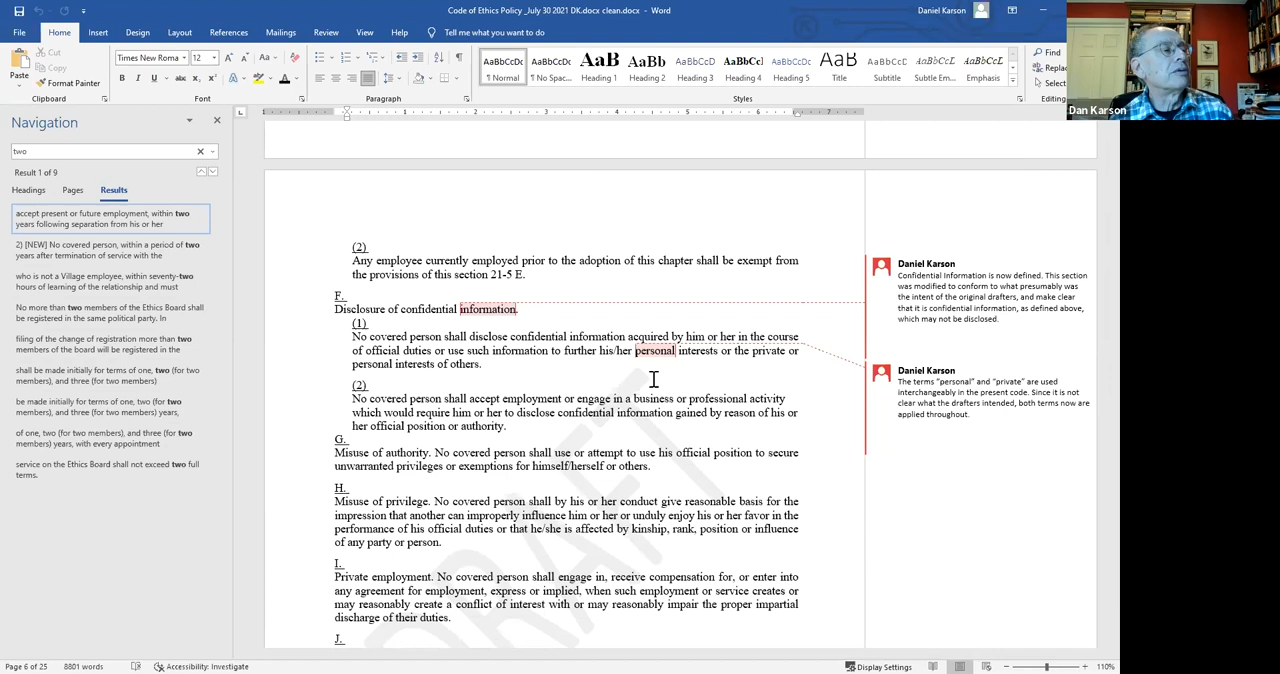 Code of Ethics Policy _July 30 2021 DK.docx clean.docx - Word
Daniel Karson
File Home Insert Draw Design Layout References Mailings Review View Help Tell me what you want to do
Paste
Cut
Copy
Format Painter
Clipboard
Times New Roma 12
Font
Paragraph
AaBbCcDc AaBbCcDc AaBbC AaBbC AaBbCcDc AaBbCcDc AaBbCcDc AaB AaBbCcDc AaBbCcL AaBbCcL
¶ Normal ¶ No Spac... Heading 1 Heading 2 Heading 3 Heading 4 Heading 5 Title Subtitle Subtle Em... Emphasis
Styles
Find
Select
Editing
Dan Karson
Navigation
two
Result 1 of 9
Headings Pages Results
accept present or future employment, within two
years following separation from his or her
2) [NEW] No covered person, within a period of two
years after termination of service with the
who is not a Village employee, within seventy-two
hours of learning of the relationship and must
No more than two members of the Ethics Board shall
be registered in the same political party. In
filing of the change of registration more than two
members of the board will be registered in the
shall be made initially for terms of one, two (for two
members), and three (for two members)
be made initially for terms of one, two (for two
members), and three (for two members) years,
of one, two (for two members), and three (for two
members) years, with every appointment
service on the Ethics Board shall not exceed two full
terms.
(2)
Any employee currently employed prior to the adoption of this chapter shall be exempt from
the provisions of this section 21-5 E.
F.
Disclosure of confidential information.
(1)
No covered person shall disclose confidential information acquired by him or her in the course
of official duties or use such information to further his/her personal interests or the private or
personal interests of others.
(2)
No covered person shall accept employment or engage in a business or professional activity
which would require him or her to disclose confidential information gained by reason of his or
her official position or authority.
G.
Misuse of authority. No covered person shall use or attempt to use his official position to secure
unwarranted privileges or exemptions for himself/herself or others.
H.
Misuse of privilege. No covered person shall by his or her conduct give reasonable basis for the
impression that another can improperly influence him or her or unduly enjoy his or her favor in the
performance of his official duties or that he/she is affected by kinship, rank, position or influence
of any party or person.
I.
Private employment. No covered person shall engage in, receive compensation for, or enter into
any agreement for employment, express or implied, when such employment or service creates or
may reasonably create a conflict of interest with or may reasonably impair the proper impartial
discharge of their duties.
J.
DRAFT
Daniel Karson
Confidential Information is now defined. This section
was modified to conform to what presumably was
the intent of the original drafters, and make clear
that it is confidential information, as defined above,
which may not be disclosed.
Daniel Karson
The terms "personal" and "private" are used
interchangeably in the present code. Since it is not
clear what the drafters intended, both terms now are
applied throughout.
Page 6 of 25 8801 words Accessibility: Investigate
Display Settings 110%